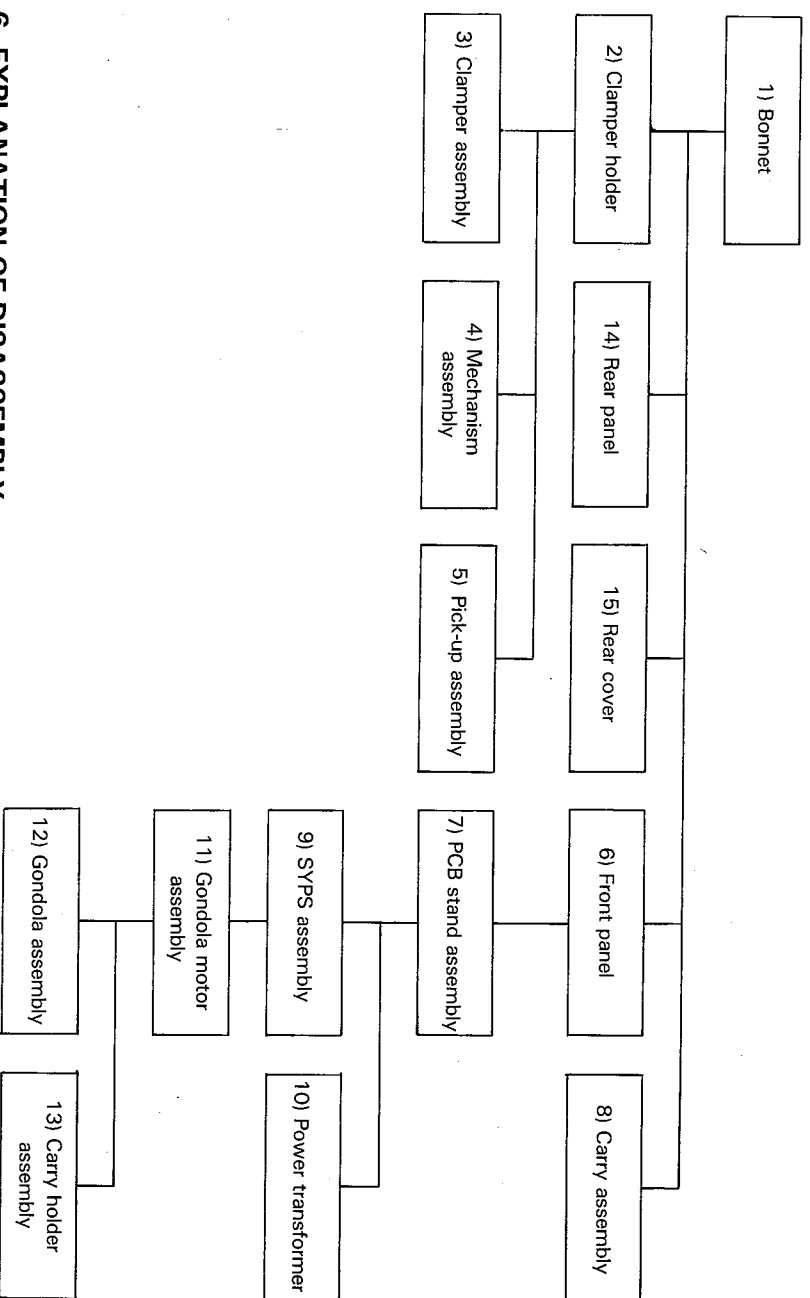 1) Bonnet
2) Clamper holder
14) Rear panel
15) Rear cover
6) Front panel
8) Carry assembly
3) Clamper assembly
4) Mechanism
assembly
5) Pick-up assembly
7) PCB stand assembly
9) SYPS assembly
10) Power transformer
11) Gondola motor
assembly
12) Gondola assembly
13) Carry holder
assembly
6. EXPLANATION OF DISASSEMBLY